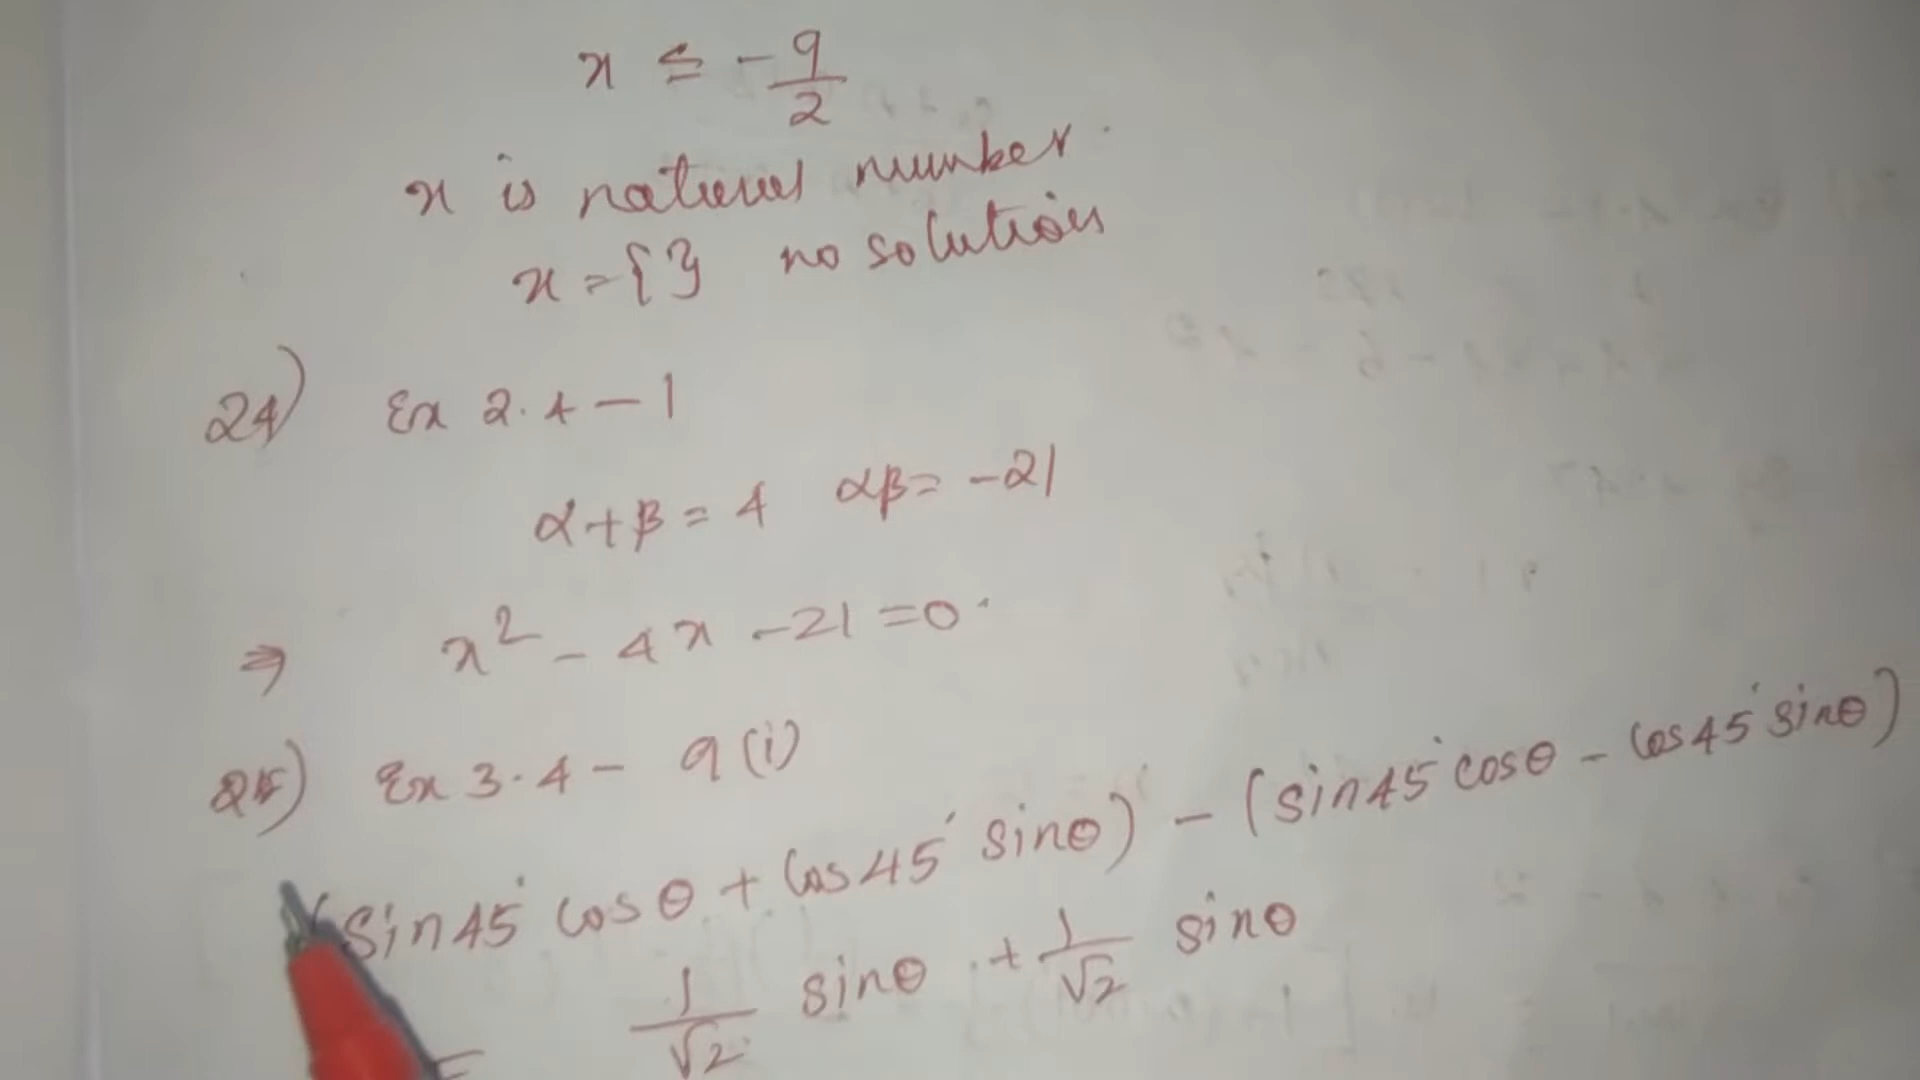 x ≤ - 9/2
x is natural number.
x = { } no solution
24) Ex 2.4 - 1
α + β = 4 αβ = -21
⇒ x² - 4x - 21 = 0.
25) Ex 3.4 - 9 (i)
(sin45° cosθ + cos45° sinθ) - (sin45° cosθ - cos45° sinθ)
= 1/√2 sinθ + 1/√2 sinθ